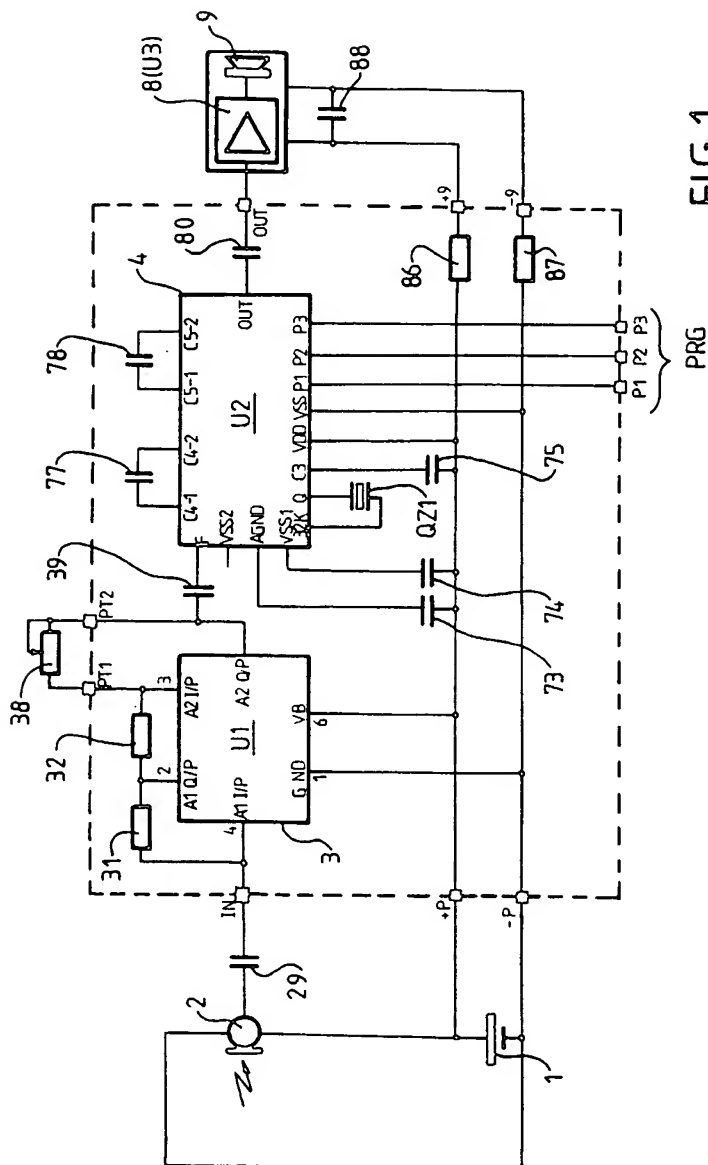 8(U3)
9
88
80
OUT
+9
-9
86
87
4
78
77
C4-1 C4-2 C5-1 C5-2
OUT
U2
F
VSS2
AGND
VSS1
32K Q C3 VDD VSS P1 P2 P3
QZ1
75
74
73
P1 P2 P3
PRG
39
38
PT1
PT2
32
31
2
3
A1 Q/P
A2 I/P
A2 Q/P
A1 I/P
4
U1
GND
VB
1
6
3
IN
+P
-P
29
2
1
FIG.1